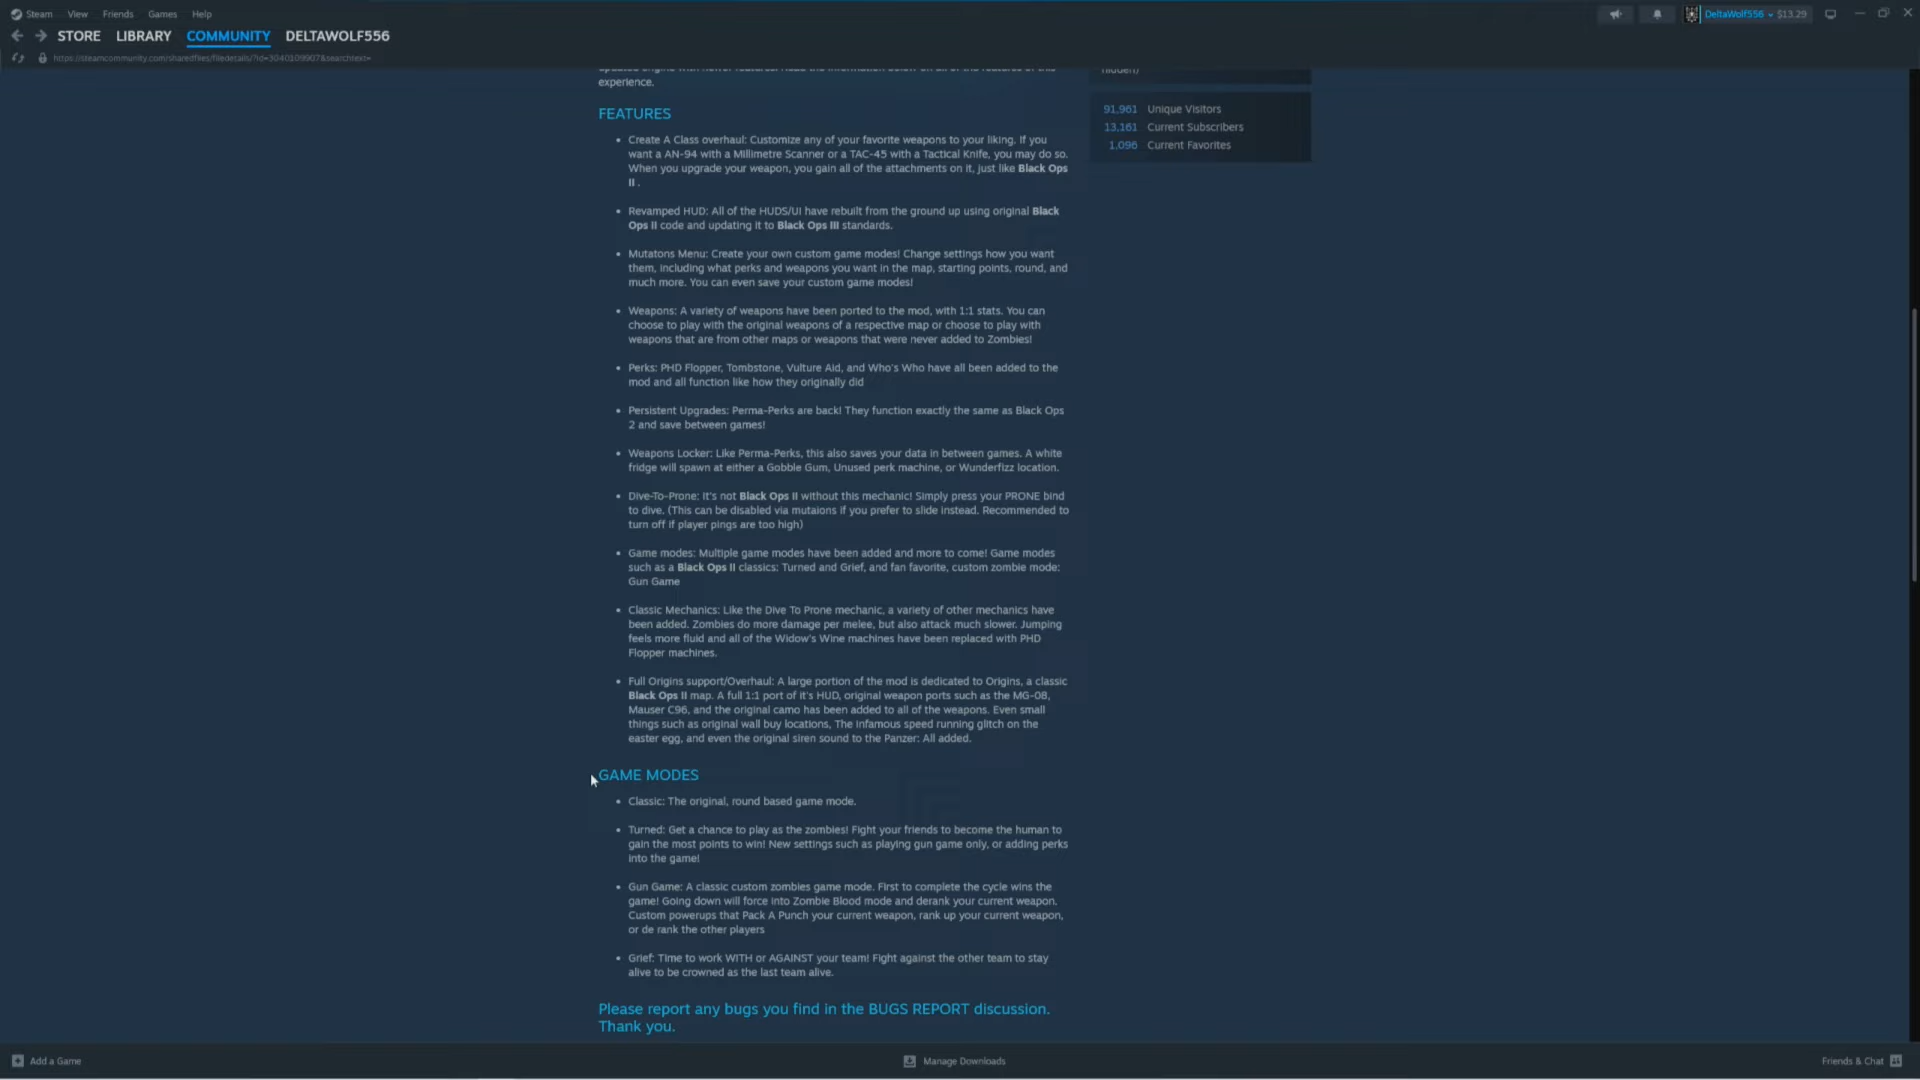 Steam View Friends Games Help
DeltaWolf556 $13.29
STORE LIBRARY COMMUNITY DELTAWOLF556
https://steamcommunity.com/sharedfiles/filedetails/?id=3040109907&searchtext=
experience.
hidden)
91,961 Unique Visitors
13,161 Current Subscribers
1,096 Current Favorites
FEATURES
• Create A Class overhaul: Customize any of your favorite weapons to your liking. If you
want a AN-94 with a Millimetre Scanner or a TAC-45 with a Tactical Knife, you may do so.
When you upgrade your weapon, you gain all of the attachments on it, just like Black Ops
II .
• Revamped HUD: All of the HUDS/UI have rebuilt from the ground up using original Black
Ops II code and updating it to Black Ops III standards.
• Mutatons Menu: Create your own custom game modes! Change settings how you want
them, including what perks and weapons you want in the map, starting points, round, and
much more. You can even save your custom game modes!
• Weapons: A variety of weapons have been ported to the mod, with 1:1 stats. You can
choose to play with the original weapons of a respective map or choose to play with
weapons that are from other maps or weapons that were never added to Zombies!
• Perks: PHD Flopper, Tombstone, Vulture Aid, and Who's Who have all been added to the
mod and all function like how they originally did
• Persistent Upgrades: Perma-Perks are back! They function exactly the same as Black Ops
2 and save between games!
• Weapons Locker: Like Perma-Perks, this also saves your data in between games. A white
fridge will spawn at either a Gobble Gum, Unused perk machine, or Wunderfizz location.
• Dive-To-Prone: It's not Black Ops II without this mechanic! Simply press your PRONE bind
to dive. (This can be disabled via mutaions if you prefer to slide instead. Recommended to
turn off if player pings are too high)
• Game modes: Multiple game modes have been added and more to come! Game modes
such as a Black Ops II classics: Turned and Grief, and fan favorite, custom zombie mode:
Gun Game
• Classic Mechanics: Like the Dive To Prone mechanic, a variety of other mechanics have
been added. Zombies do more damage per melee, but also attack much slower. Jumping
feels more fluid and all of the Widow's Wine machines have been replaced with PHD
Flopper machines.
• Full Origins support/Overhaul: A large portion of the mod is dedicated to Origins, a classic
Black Ops II map. A full 1:1 port of it's HUD, original weapon ports such as the MG-08,
Mauser C96, and the original camo has been added to all of the weapons. Even small
things such as original wall buy locations, The infamous speed running glitch on the
easter egg, and even the original siren sound to the Panzer: All added.
GAME MODES
• Classic: The original, round based game mode.
• Turned: Get a chance to play as the zombies! Fight your friends to become the human to
gain the most points to win! New settings such as playing gun game only, or adding perks
into the game!
• Gun Game: A classic custom zombies game mode. First to complete the cycle wins the
game! Going down will force into Zombie Blood mode and derank your current weapon.
Custom powerups that Pack A Punch your current weapon, rank up your current weapon,
or de rank the other players
• Grief: Time to work WITH or AGAINST your team! Fight against the other team to stay
alive to be crowned as the last team alive.
Please report any bugs you find in the BUGS REPORT discussion.
Thank you.
Add a Game
Manage Downloads
Friends & Chat